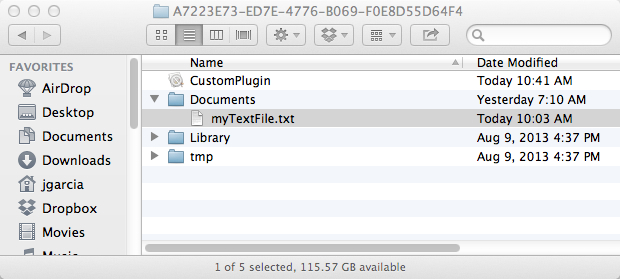 A7223E73-ED7E-4776-B069-F0E8D55D64F4
FAVORITES
AirDrop
Desktop
Documents
Downloads
jgarcia
Dropbox
Movies
Music
Name Date Modified
CustomPlugin Today 10:41 AM
Documents Yesterday 7:10 AM
myTextFile.txt Today 10:03 AM
Library Aug 9, 2013 4:37 PM
tmp Aug 9, 2013 4:37 PM
1 of 5 selected, 115.57 GB available